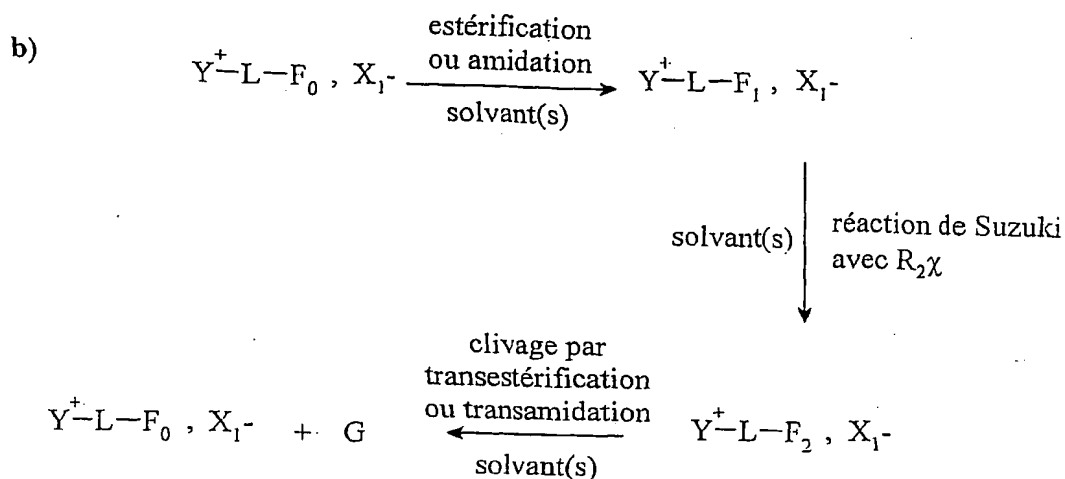 b)
estérification
ou amidation
Y⁺–L–F₀ , X₁-
solvant(s)
Y⁺–L–F₁ , X₁-
solvant(s)
réaction de Suzuki
avec R₂χ
clivage par
transestérification
ou transamidation
Y⁺–L–F₀ , X₁- + G
solvant(s)
Y⁺–L–F₂ , X₁-